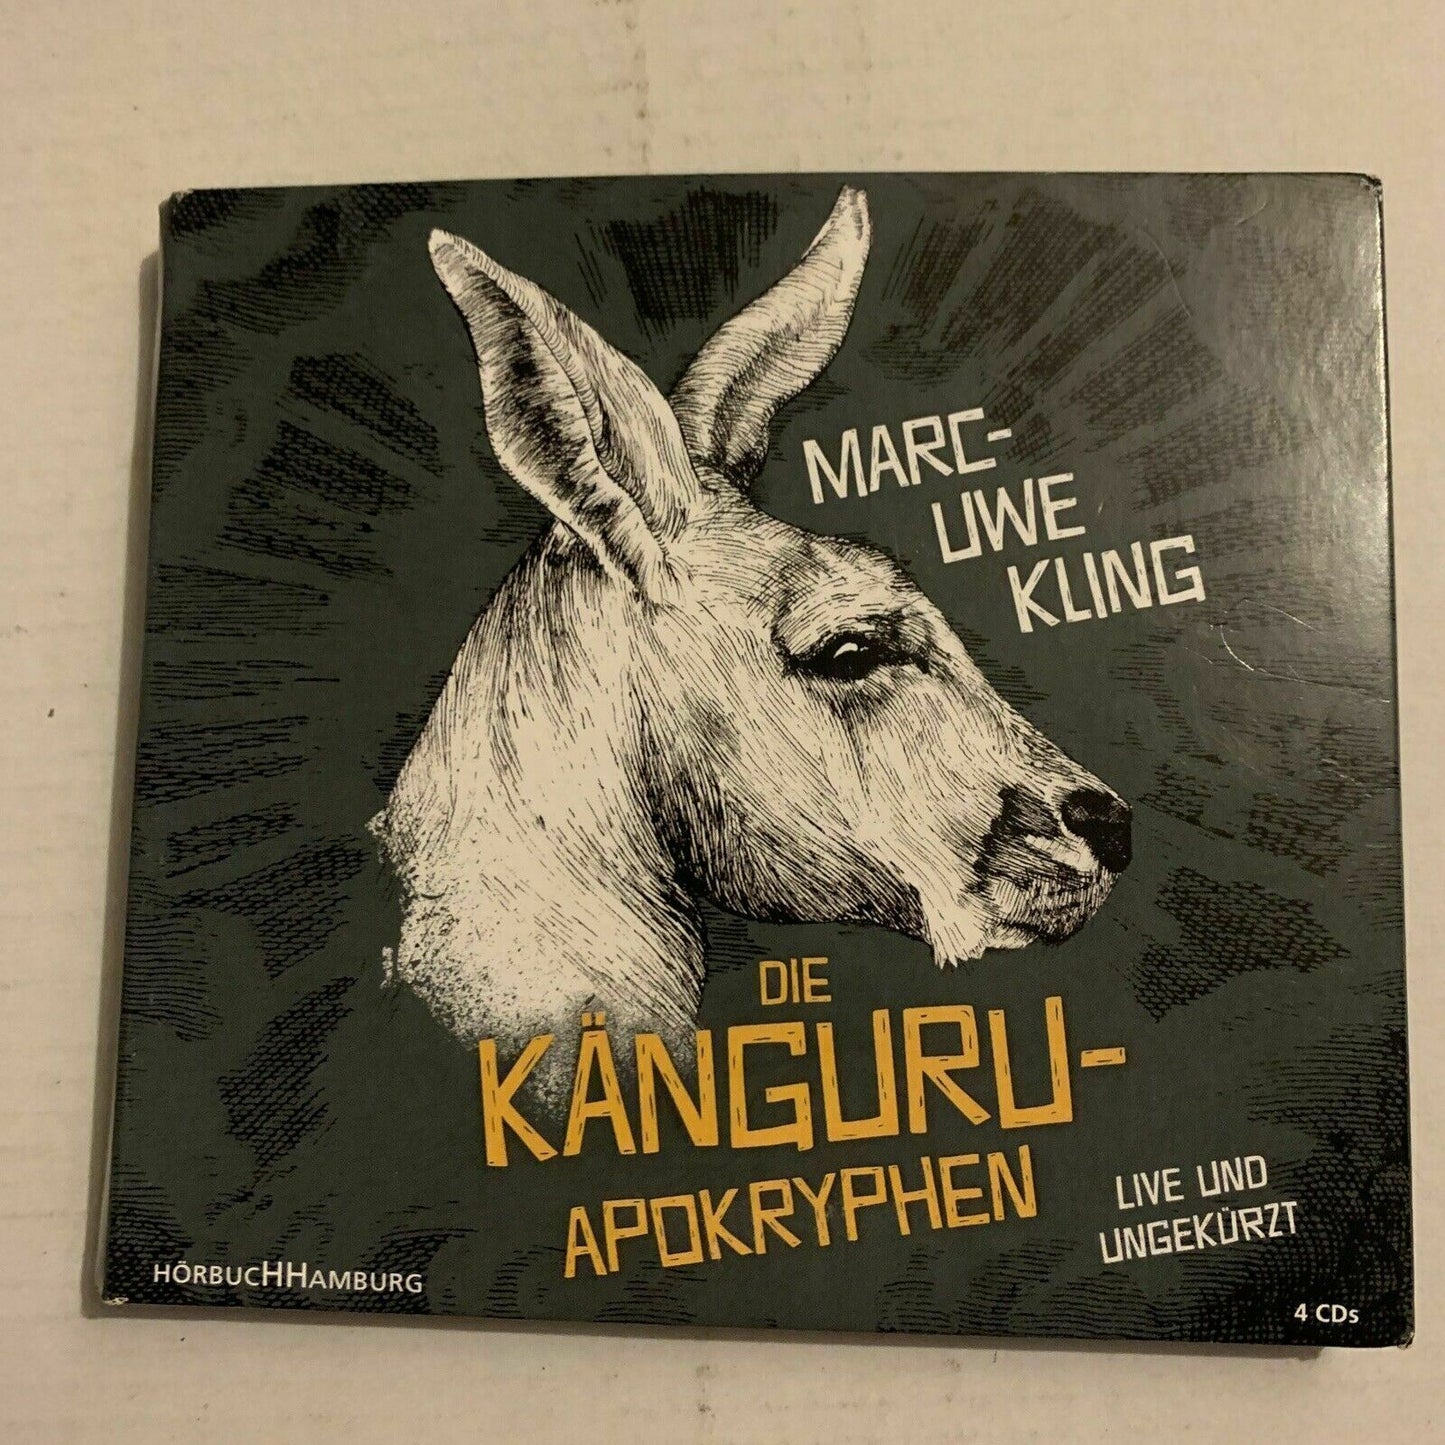 MARC-
UWE
KLING
DIE
KÄNGURU-
APOKRYPHEN
LIVE UND
UNGEKÜRZT
HÖRBUCHHAMBURG
4 CDs